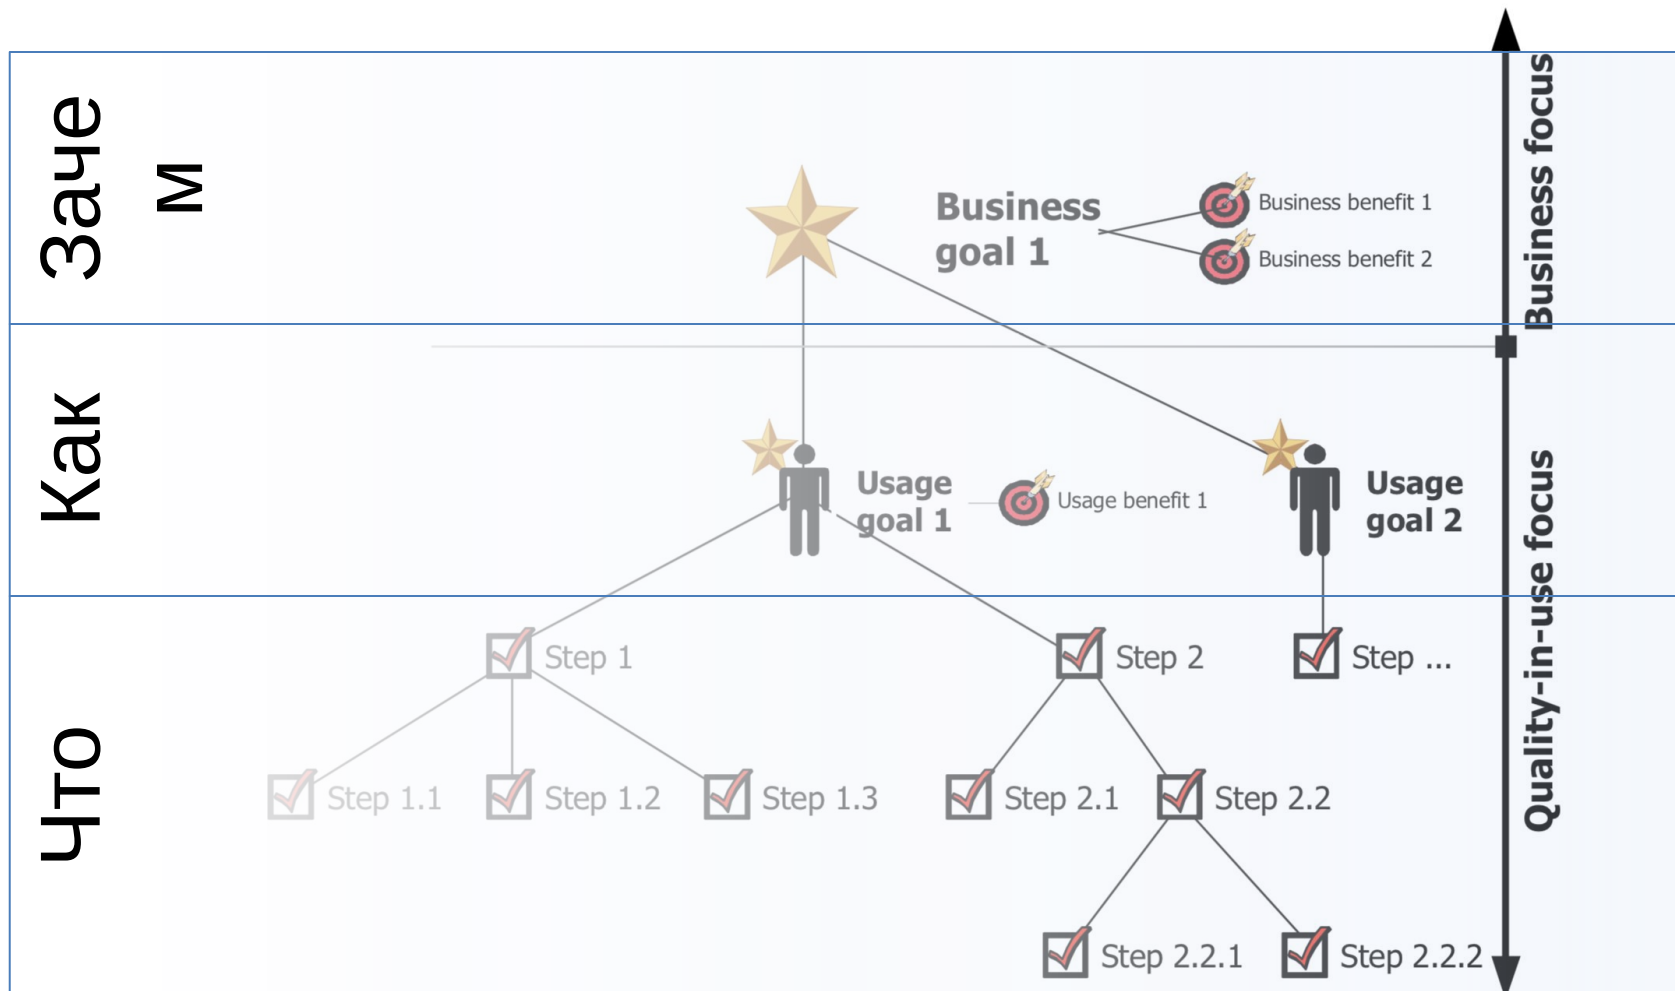 Заче
м
Business
goal 1
Business benefit 1
Business benefit 2
Business focus
Как
Usage
goal 1
Usage benefit 1
Usage
goal 2
Quality-in-use focus
Что
Step 1
Step 2
Step ...
Step 1.1
Step 1.2
Step 1.3
Step 2.1
Step 2.2
Step 2.2.1
Step 2.2.2